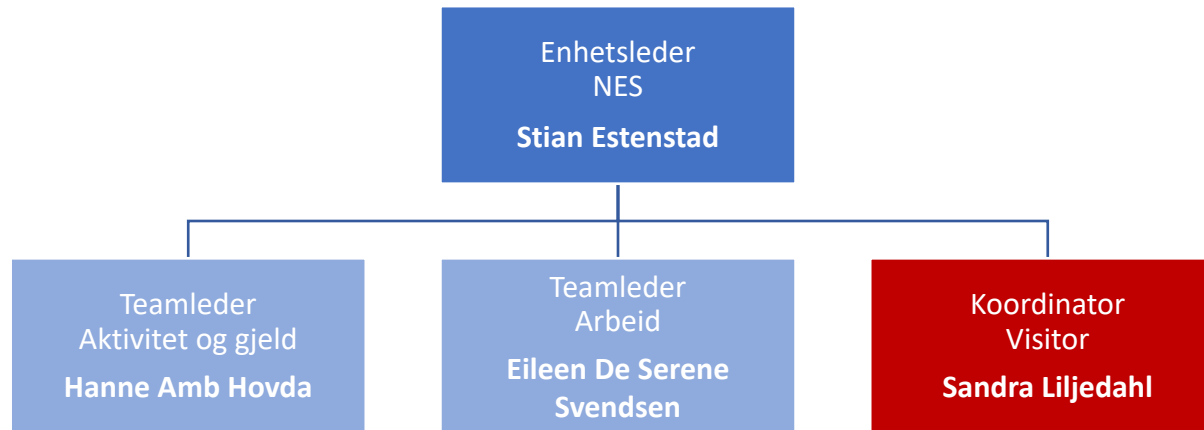 Enhetsleder
NES
Stian Estenstad
Teamleder
Aktivitet og gjeld
Hanne Amb Hovda
Teamleder
Arbeid
Eileen De Serene
Svendsen
Koordinator
Visitor
Sandra Liljedahl